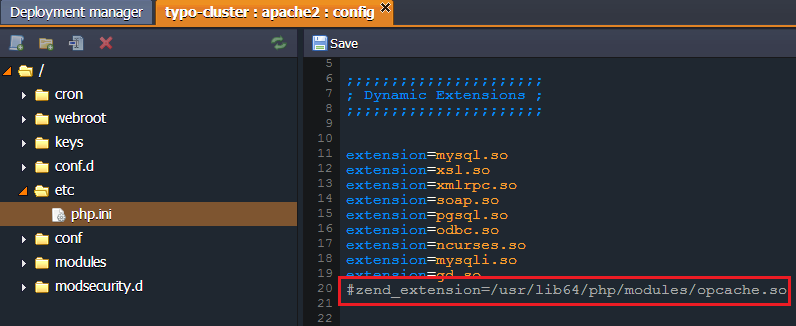 Deployment manager
typo-cluster : apache2 : config
Save
/
cron
webroot
keys
conf.d
etc
php.ini
conf
modules
modsecurity.d
5
6 ;;;;;;;;;;;;;;;;;;;;;;
7 ; Dynamic Extensions ;
8 ;;;;;;;;;;;;;;;;;;;;;;
9
10
11 extension=mysql.so
12 extension=xsl.so
13 extension=xmlrpc.so
14 extension=soap.so
15 extension=pgsql.so
16 extension=odbc.so
17 extension=ncurses.so
18 extension=mysqli.so
19 extension=gd.so
20 #zend_extension=/usr/lib64/php/modules/opcache.so
21
22